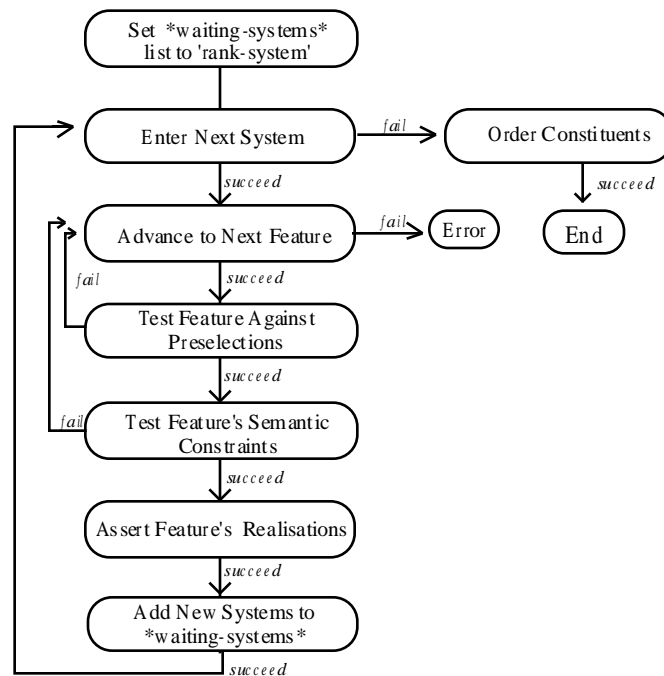 Set *waiting-systems*
list to 'rank-system'
Enter Next System
fail
Order Constituents
succeed
succeed
Advance to Next Feature
fail
Error
End
fail
succeed
Test Feature Against
Preselections
succeed
fail
Test Feature's Semantic
Constraints
succeed
Assert Feature's Realisations
succeed
Add New Systems to
*waiting-systems*
succeed